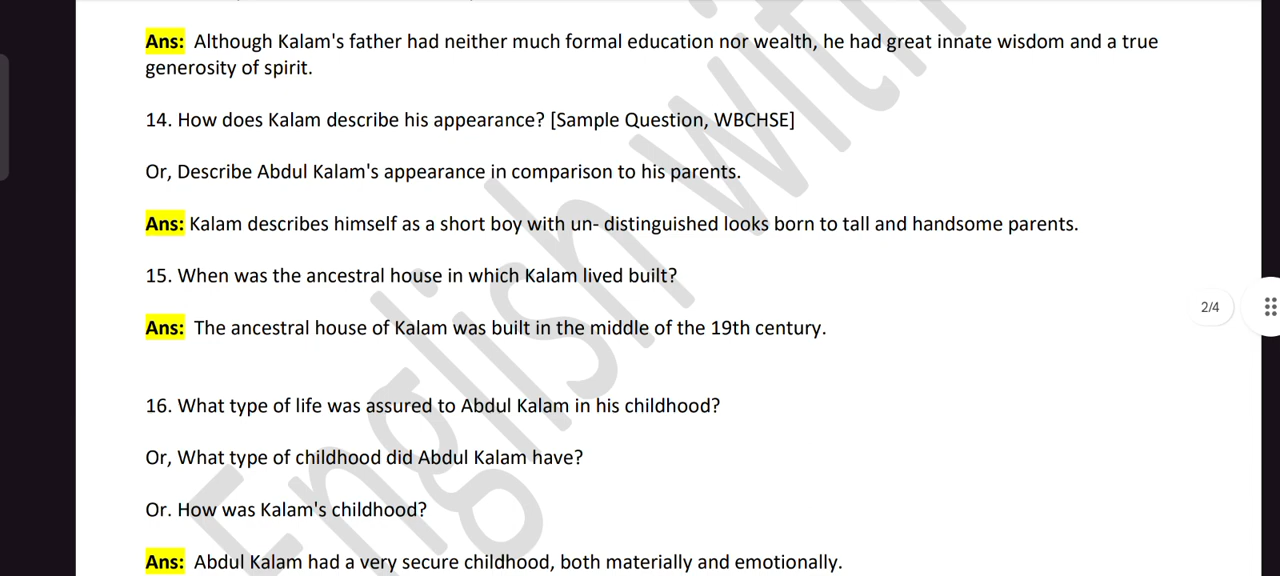 Ans: Although Kalam's father had neither much formal education nor wealth, he had great innate wisdom and a true
generosity of spirit.
14. How does Kalam describe his appearance? [Sample Question, WBCHSE]
Or, Describe Abdul Kalam's appearance in comparison to his parents.
Ans: Kalam describes himself as a short boy with un- distinguished looks born to tall and handsome parents.
15. When was the ancestral house in which Kalam lived built?
Ans: The ancestral house of Kalam was built in the middle of the 19th century.
2/4
16. What type of life was assured to Abdul Kalam in his childhood?
Or, What type of childhood did Abdul Kalam have?
Or. How was Kalam's childhood?
Ans: Abdul Kalam had a very secure childhood, both materially and emotionally.
English with